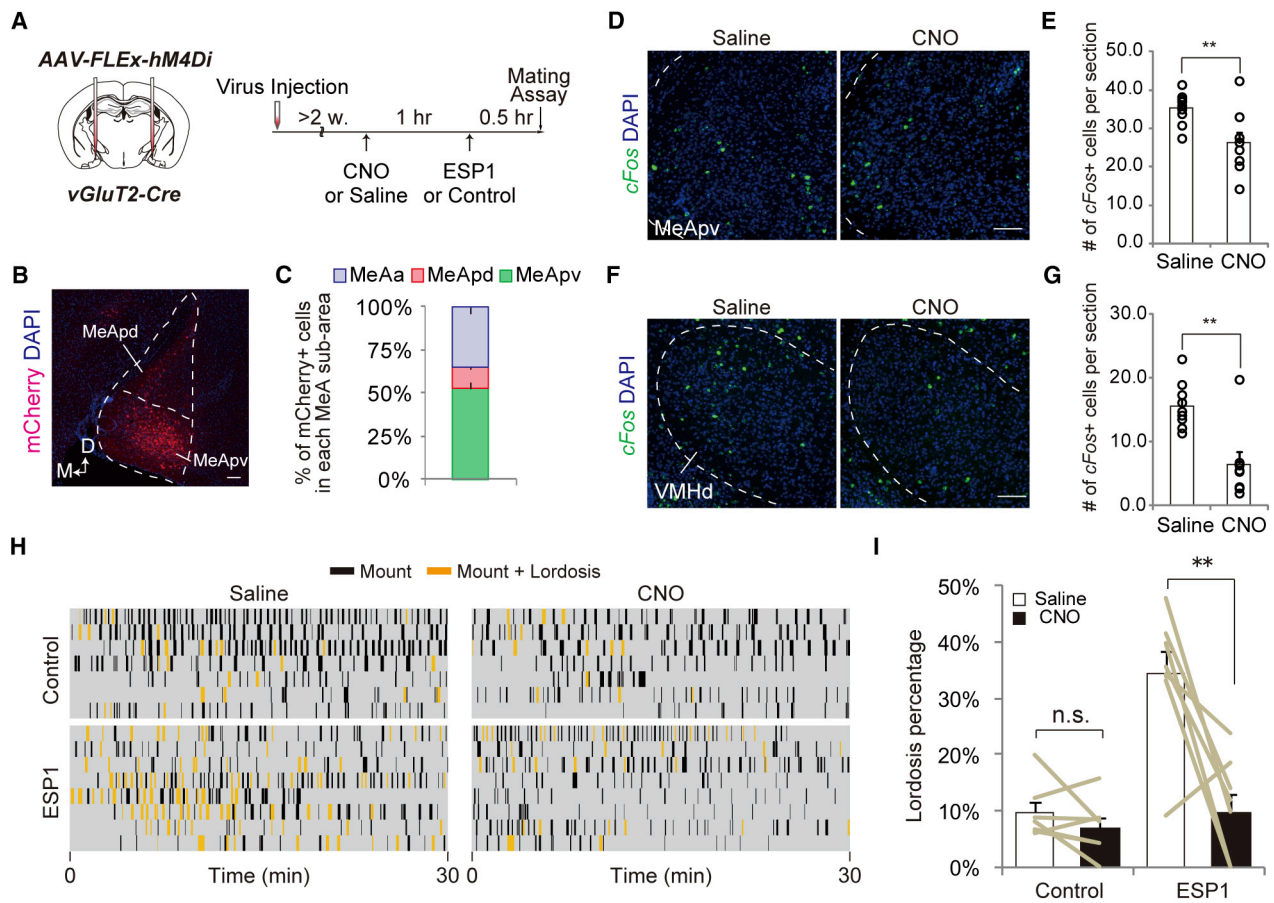 A
AAV-FLEx-hM4Di
vGluT2-Cre
Virus Injection
>2 w.
1 hr
0.5 hr
Mating
Assay
CNO
or Saline
ESP1
or Control
B
mCherry DAPI
MeApd
MeApv
D
M
C
MeAa
MeApd
MeApv
% of mCherry+ cells
in each MeA sub-area
100%
75%
50%
25%
0%
D
Saline
CNO
cFos DAPI
MeApv
E
# of cFos+ cells per section
50.0
40.0
30.0
20.0
10.0
0.0
**
Saline
CNO
F
Saline
CNO
cFos DAPI
VMHd
G
# of cFos+ cells per section
30.0
20.0
10.0
0.0
**
Saline
CNO
H
Mount
Mount + Lordosis
Saline
CNO
Control
ESP1
0
Time (min)
30
0
Time (min)
30
I
Lordosis percentage
50%
40%
30%
20%
10%
0%
Saline
CNO
n.s.
**
Control
ESP1